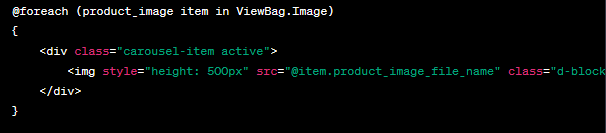 @foreach (product_image item in ViewBag.Image)
{
<div class="carousel-item active">
<img style="height: 500px" src="@item.product_image_file_name" class="d-block
</div>
}